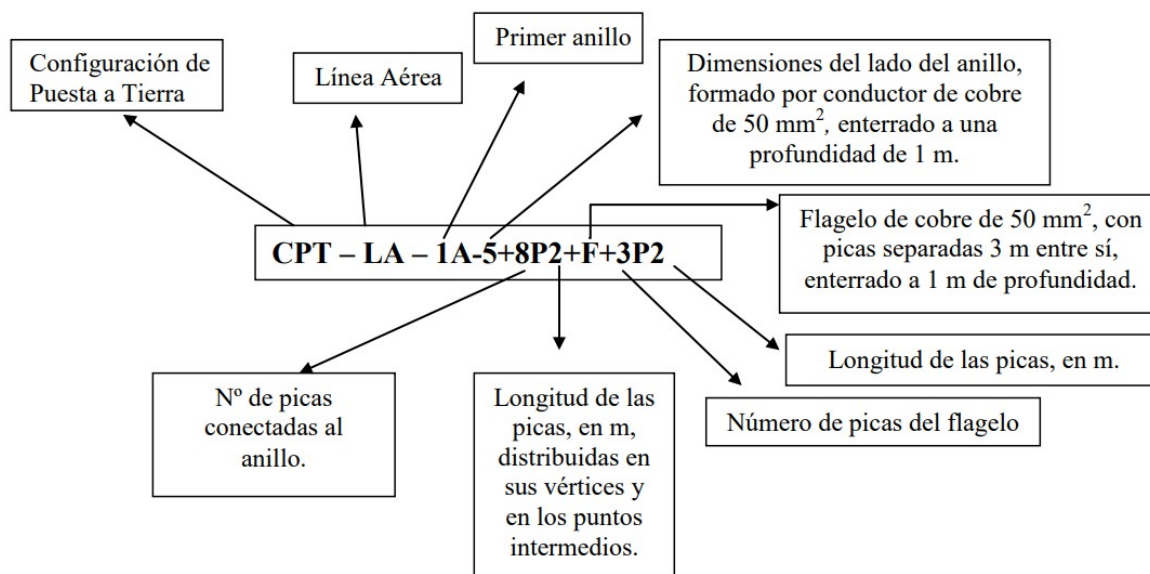 Primer anillo
Configuración de
Puesta a Tierra
Línea Aérea
Dimensiones del lado del anillo,
formado por conductor de cobre
de 50 mm², enterrado a una
profundidad de 1 m.
Flagelo de cobre de 50 mm², con
picas separadas 3 m entre sí,
enterrado a 1 m de profundidad.
CPT – LA – 1A-5+8P2+F+3P2
Longitud de las picas, en m.
Nº de picas
conectadas al
anillo.
Longitud de las
picas, en m,
distribuidas en
sus vértices y
en los puntos
intermedios.
Número de picas del flagelo